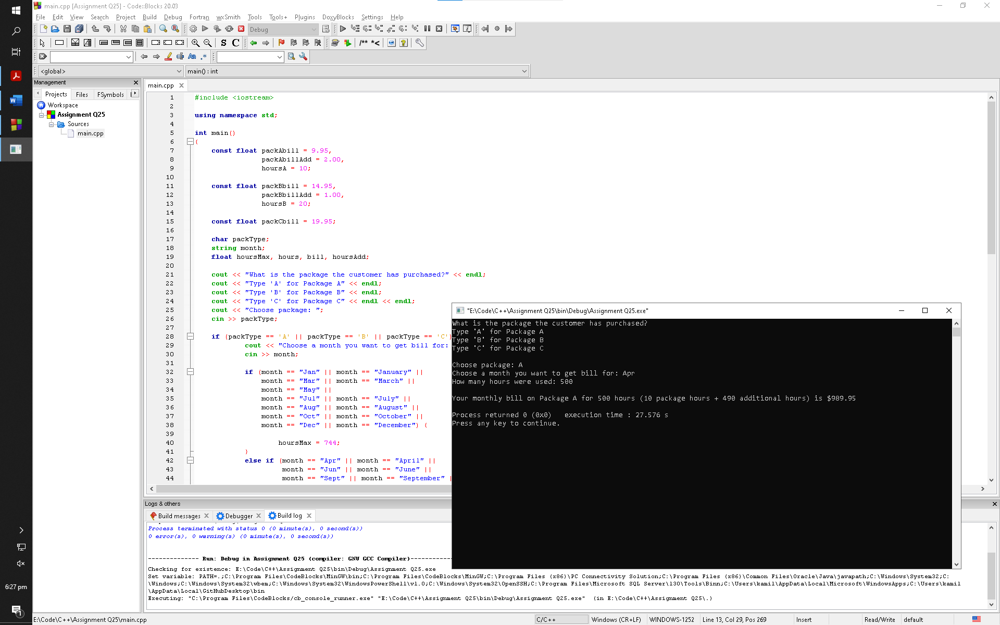 main.cpp [Assignment Q25] - Code::Blocks 20.03
File Edit View Search Project Build Debug Fortran wxSmith Tools Tools+ Plugins DoxyBlocks Settings Help
Debug
S C
/** *<
Aa .*
<global>
main() : int
Management
Projects Files FSymbols
Workspace
Assignment Q25
Sources
main.cpp
main.cpp
1 #include <iostream>
2
3 using namespace std;
4
5 int main()
6 {
7 const float packAbill = 9.95,
8 packAbillAdd = 2.00,
9 hoursA = 10;
10
11 const float packBbill = 14.95,
12 packBbillAdd = 1.00,
13 hoursB = 20;
14
15 const float packCbill = 19.95;
16
17 char packType;
18 string month;
19 float hoursMax, hours, bill, hoursAdd;
20
21 cout << "What is the package the customer has purchased?" << endl;
22 cout << "Type 'A' for Package A" << endl;
23 cout << "Type 'B' for Package B" << endl;
24 cout << "Type 'C' for Package C" << endl << endl;
25 cout << "Choose package: ";
26 cin >> packType;
27
28 if (packType == 'A' || packType == 'B' || packType == 'C')
29 cout << "Choose a month you want to get bill for:
30 cin >> month;
31
32 if (month == "Jan" || month == "January" ||
33 month == "Mar" || month == "March" ||
34 month == "May" ||
35 month == "Jul" || month == "July" ||
36 month == "Aug" || month == "August" ||
37 month == "Oct" || month == "October" ||
38 month == "Dec" || month == "December") {
39
40 hoursMax = 744;
41 }
42 else if (month == "Apr" || month == "April" ||
43 month == "Jun" || month == "June" ||
44 month == "Sept" || month == "September" |
"E:\Code\C++\Assignment Q25\bin\Debug\Assignment Q25.exe"
What is the package the customer has purchased?
Type 'A' for Package A
Type 'B' for Package B
Type 'C' for Package C
Choose package: A
Choose a month you want to get bill for: Apr
How many hours were used: 500
Your monthly bill on Package A for 500 hours (10 package hours + 490 additional hours) is $989.95
Process returned 0 (0x0) execution time : 27.576 s
Press any key to continue.
Logs & others
Build messages Debugger Build log
Process terminated with status 0 (0 minute(s), 0 second(s))
0 error(s), 0 warning(s) (0 minute(s), 0 second(s))
-------------- Run: Debug in Assignment Q25 (compiler: GNU GCC Compiler)------------
Checking for existence: E:\Code\C++\Assignment Q25\bin\Debug\Assignment Q25.exe
Set variable: PATH=.;C:\Program Files\CodeBlocks\MinGW\bin;C:\Program Files\CodeBlocks\MinGW;C:\Program Files (x86)\PC Connectivity Solution;C:\Program Files (x86)\Common Files\Oracle\Java\javapath;C:\Windows\System32;C:
\Windows;C:\Windows\System32\wbem;C:\Windows\System32\WindowsPowerShell\v1.0;C:\Windows\System32\OpenSSH;C:\Program Files\Microsoft SQL Server\130\Tools\Binn;C:\Users\kamil\AppData\Local\Microsoft\WindowsApps;C:\Users\kamil
\AppData\Local\GitHubDesktop\bin
Executing: "C:\Program Files\CodeBlocks/cb_console_runner.exe" "E:\Code\C++\Assignment Q25\bin\Debug\Assignment Q25.exe" (in E:\Code\C++\Assignment Q25\.)
6:27 pm
1
E:\Code\C++\Assignment Q25\main.cpp
C/C++
Windows (CR+LF)
WINDOWS-1252
Line 13, Col 29, Pos 269
Insert
Read/Write
default